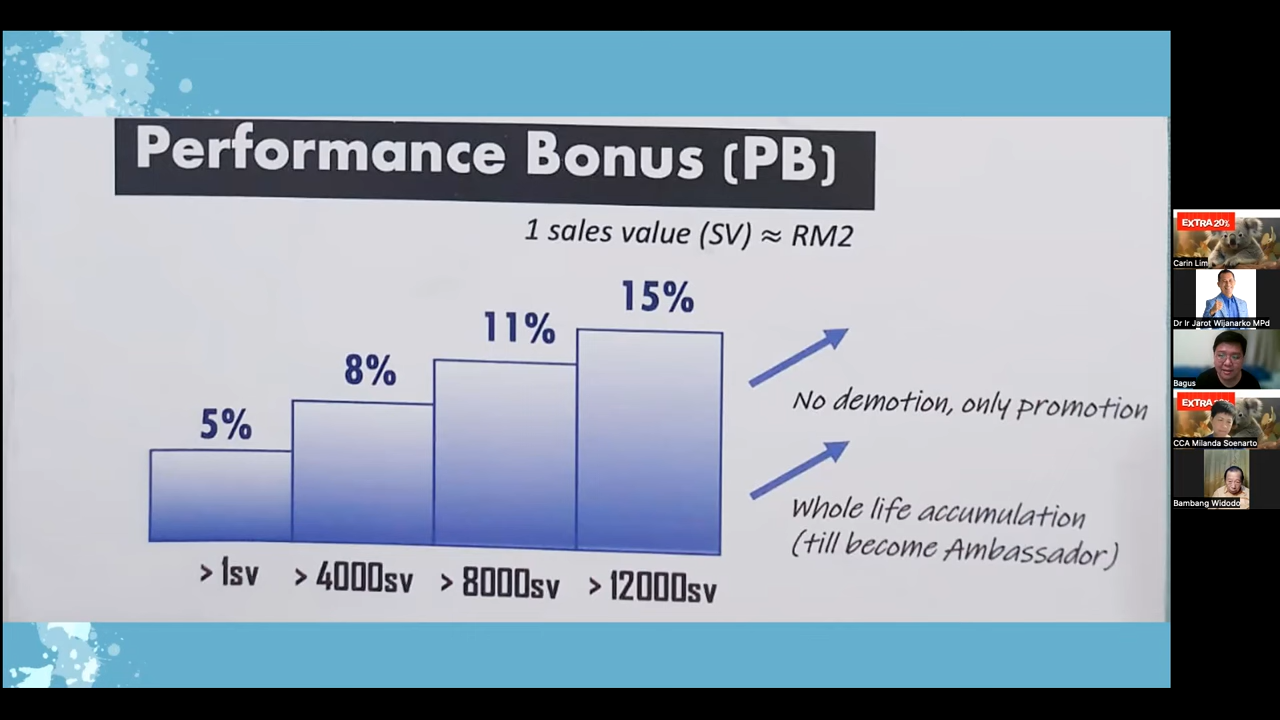 Performance Bonus (PB)
1 sales value (SV) ≈ RM2
5%
8%
11%
15%
> 1sv
> 4000sv
> 8000sv
> 12000sv
No demotion, only promotion
Whole life accumulation
(till become Ambassador)
EXTRA 20%
Carin Lim
Dr Ir Jarot Wijanarko MPd
Bagus
EXTRA
CCA Milanda Soenarto
Bambang Widodo